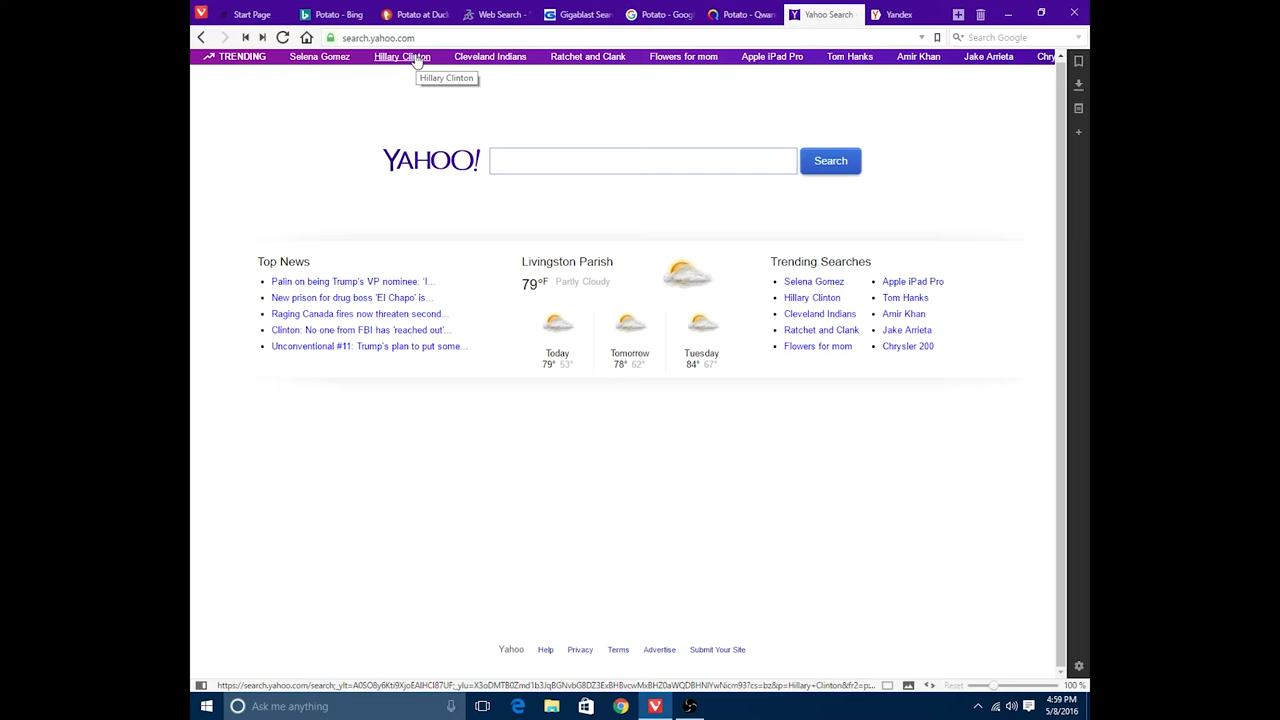 Start Page
Potato - Bing
Potato at Duck
Web Search -
Gigablast Sear
Potato - Goog
Potato - Qwan
Yahoo Search -
Yandex
search.yahoo.com
Search Google
TRENDING Selena Gomez Hillary Clinton Cleveland Indians Ratchet and Clank Flowers for mom Apple iPad Pro Tom Hanks Amir Khan Jake Arrieta Chry
Hillary Clinton
YAHOO!
Search
Top News
Palin on being Trump's VP nominee: 'I...
New prison for drug boss 'El Chapo' is...
Raging Canada fires now threaten second...
Clinton: No one from FBI has 'reached out'...
Unconventional #11: Trump's plan to put some...
Livingston Parish
79°F Partly Cloudy
Today Tomorrow Tuesday
79° 53° 78° 62° 84° 67°
Trending Searches
Selena Gomez
Hillary Clinton
Cleveland Indians
Ratchet and Clank
Flowers for mom
Apple iPad Pro
Tom Hanks
Amir Khan
Jake Arrieta
Chrysler 200
Yahoo Help Privacy Terms Advertise Submit Your Site
Reset 100 %
Ask me anything
4:59 PM
5/8/2016